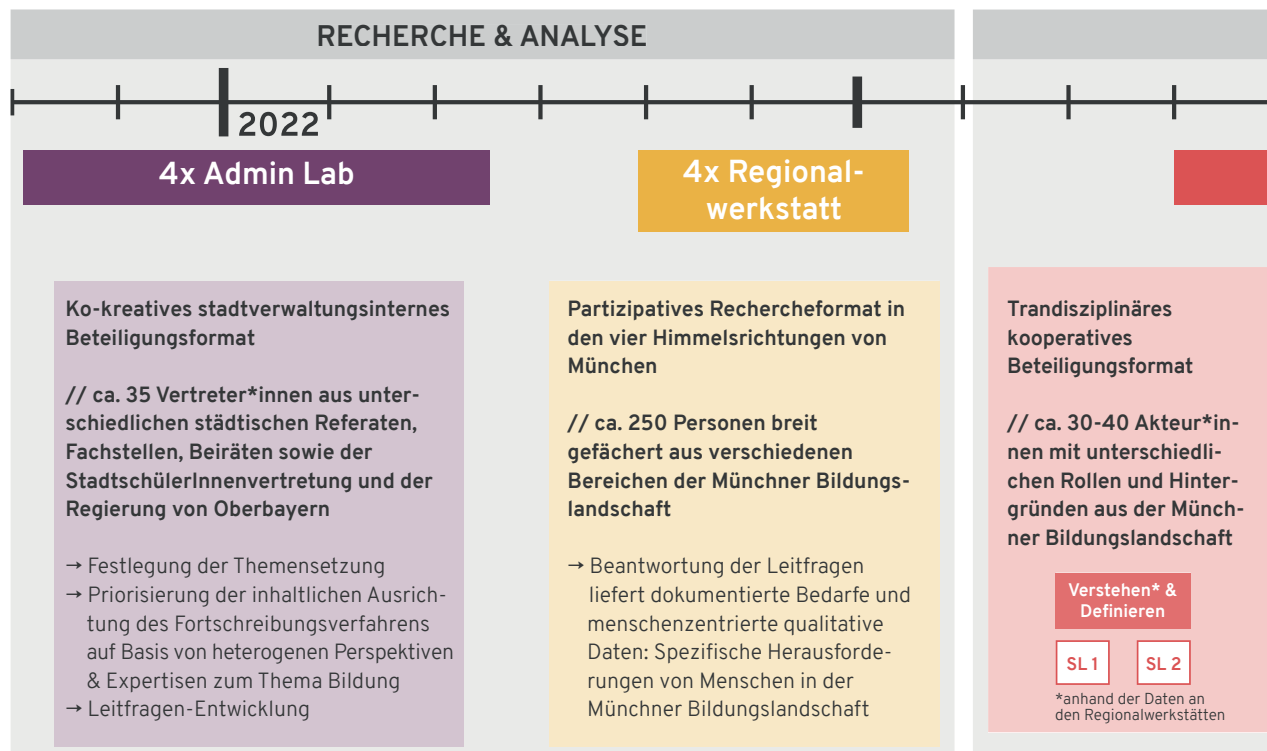 RECHERCHE & ANALYSE
2022
4x Admin Lab
4x Regional-
werkstatt
Ko-kreatives stadtverwaltungsinternes
Beteiligungsformat
// ca. 35 Vertreter*innen aus unter-
schiedlichen städtischen Referaten,
Fachstellen, Beiräten sowie der
StadtschülerInnenvertretung und der
Regierung von Oberbayern
→ Festlegung der Themensetzung
→ Priorisierung der inhaltlichen Ausrich-
tung des Fortschreibungsverfahrens
auf Basis von heterogenen Perspektiven
& Expertisen zum Thema Bildung
→ Leitfragen-Entwicklung
Partizipatives Rechercheformat in
den vier Himmelsrichtungen von
München
// ca. 250 Personen breit
gefächert aus verschiedenen
Bereichen der Münchner Bildungs-
landschaft
→ Beantwortung der Leitfragen
liefert dokumentierte Bedarfe und
menschenzentrierte qualitative
Daten: Spezifische Herausforde-
rungen von Menschen in der
Münchner Bildungslandschaft
Trandisziplinäres
kooperatives
Beteiligungsformat
// ca. 30-40 Akteur*in-
nen mit unterschiedli-
chen Rollen und Hinter-
gründen aus der Münch-
ner Bildungslandschaft
Verstehen* &
Definieren
SL 1 SL 2
*anhand der Daten an
den Regionalwerkstätten